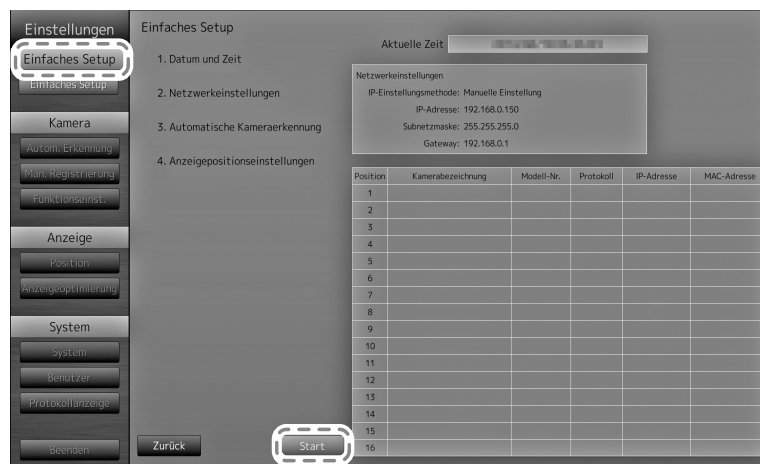 Einstellungen
Einfaches Setup
Einfaches Setup
Kamera
Autom. Erkennung
Man. Registrierung
Funktionseinst.
Anzeige
Position
Anzeigeoptimierung
System
System
Benutzer
Protokollanzeige
Beenden
Einfaches Setup
1. Datum und Zeit
2. Netzwerkeinstellungen
3. Automatische Kameraerkennung
4. Anzeigepositionseinstellungen
Zurück
Start
Aktuelle Zeit
Netzwerkeinstellungen
IP-Einstellungsmethode: Manuelle Einstellung
IP-Adresse: 192.168.0.150
Subnetzmaske: 255.255.255.0
Gateway: 192.168.0.1
Position Kamerabezeichnung Modell-Nr. Protokoll IP-Adresse MAC-Adresse
1
2
3
4
5
6
7
8
9
10
11
12
13
14
15
16